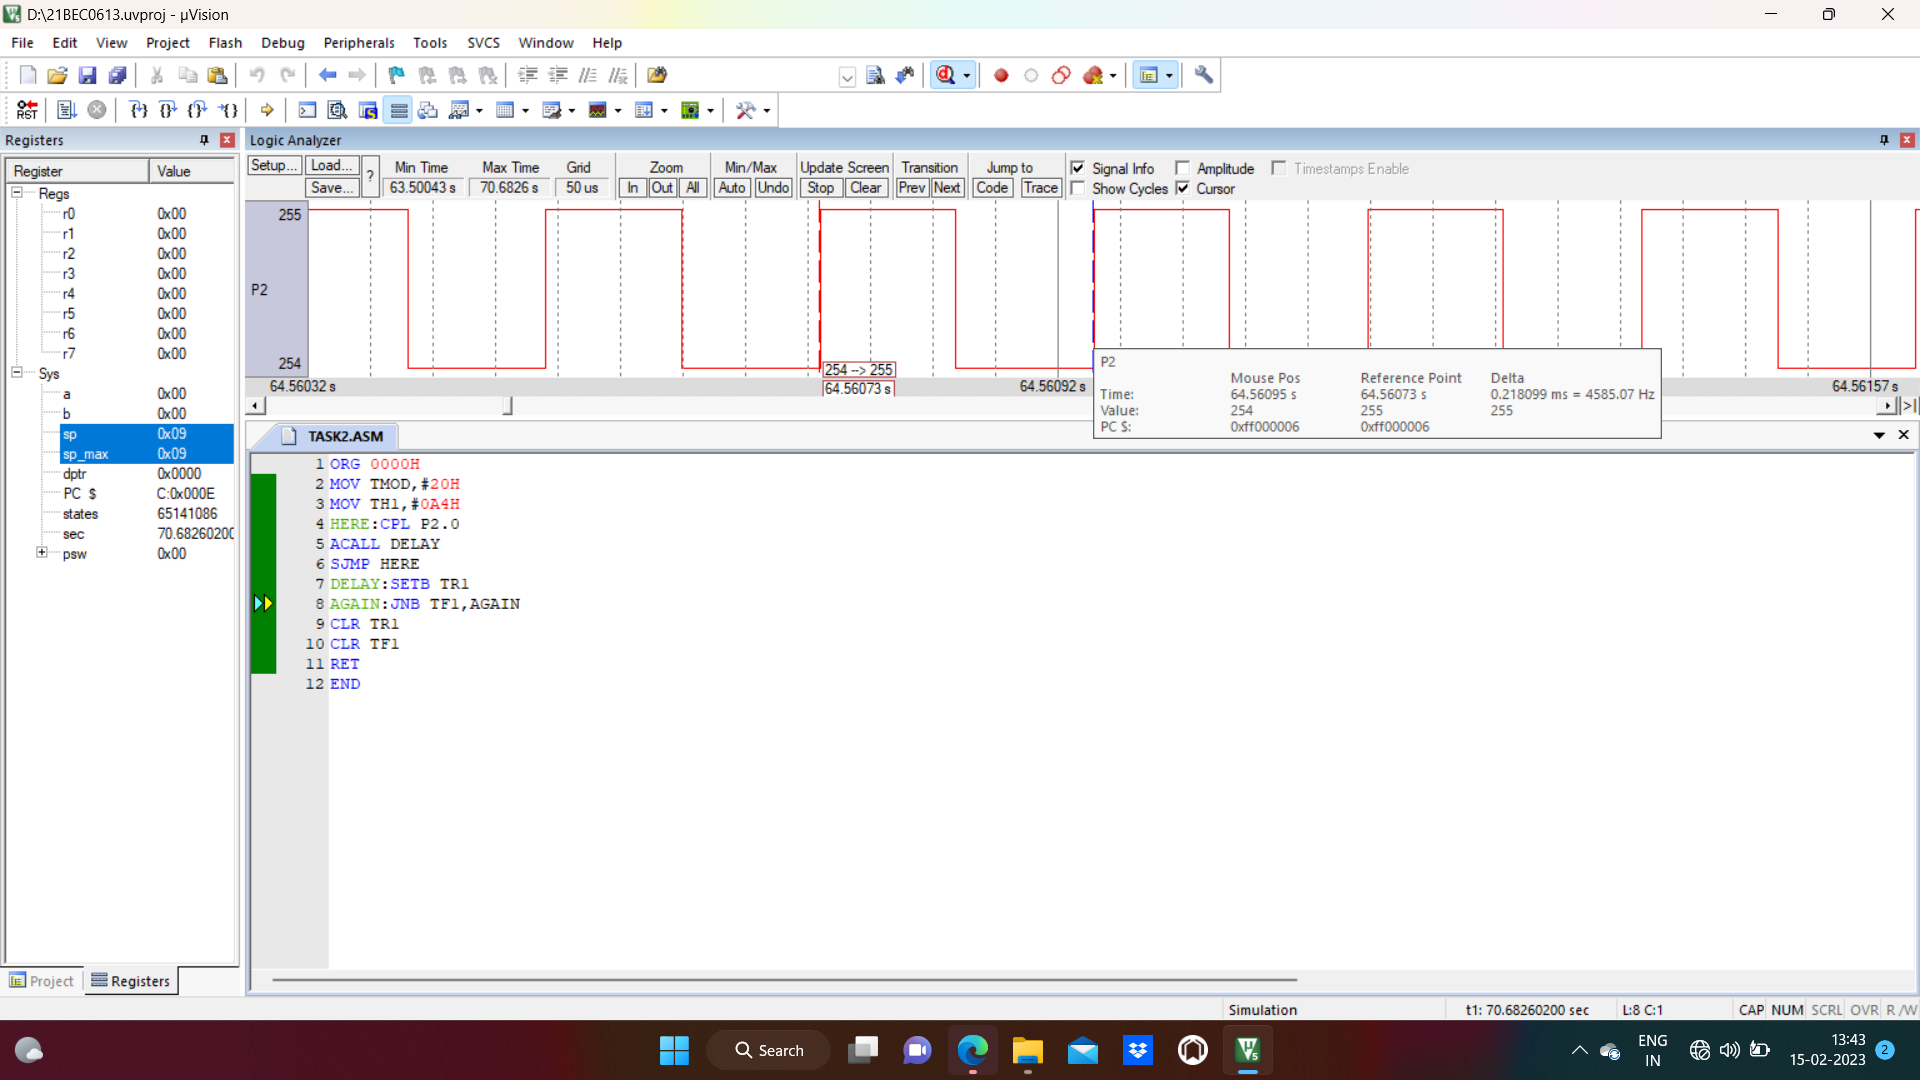 D:\21BEC0613.uvproj - µVision
File Edit View Project Flash Debug Peripherals Tools SVCS Window Help
RST
Registers
Register Value
Regs
r0 0x00
r1 0x00
r2 0x00
r3 0x00
r4 0x00
r5 0x00
r6 0x00
r7 0x00
Sys
a 0x00
b 0x00
sp 0x09
sp_max 0x09
dptr 0x0000
PC $ C:0x000E
states 65141086
sec 70.68260200
psw 0x00
Project Registers
Logic Analyzer
Setup... Load... ? Min Time Max Time Grid Zoom Min/Max Update Screen Transition Jump to Signal Info Amplitude Timestamps Enable
Save... 63.50043 s 70.6826 s 50 us In Out All Auto Undo Stop Clear Prev Next Code Trace Show Cycles Cursor
255
P2
254
254 --> 255
64.56032 s 64.56073 s 64.56092 s 64.56157 s
P2
Mouse Pos Reference Point Delta
Time: 64.56095 s 64.56073 s 0.218099 ms = 4585.07 Hz
Value: 254 255 255
PC $: 0xff000006 0xff000006
TASK2.ASM
1 ORG 0000H
2 MOV TMOD,#20H
3 MOV TH1,#0A4H
4 HERE:CPL P2.0
5 ACALL DELAY
6 SJMP HERE
7 DELAY:SETB TR1
8 AGAIN:JNB TF1,AGAIN
9 CLR TR1
10 CLR TF1
11 RET
12 END
Simulation t1: 70.68260200 sec L:8 C:1 CAP NUM SCRL OVR R/W
Search
ENG
IN
13:43
15-02-2023
2